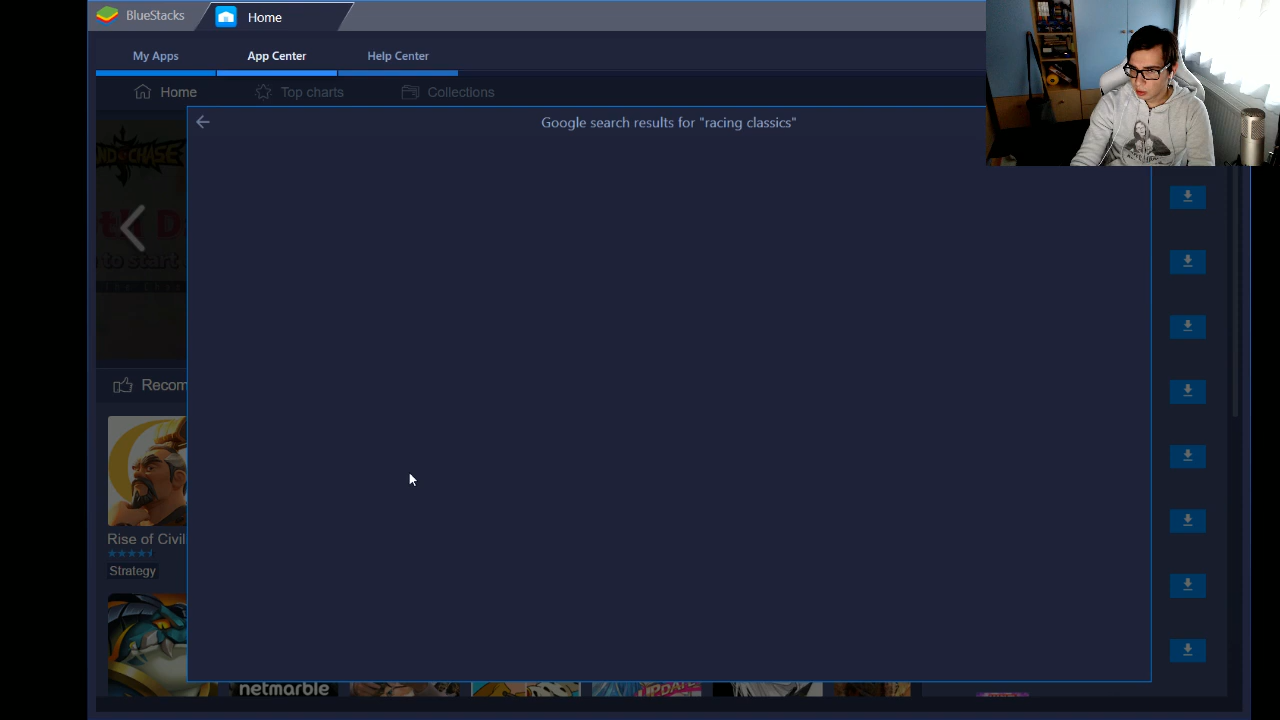 BlueStacks
Home
My Apps
App Center
Help Center
Home
Top charts
Collections
Google search results for "racing classics"
Recom
Rise of Civil
Strategy
netmarble